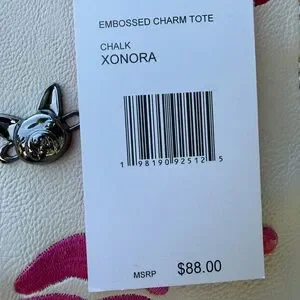 EMBOSSED CHARM TOTE
CHALK
XONORA
1 98190 92512 5
MSRP $88.00